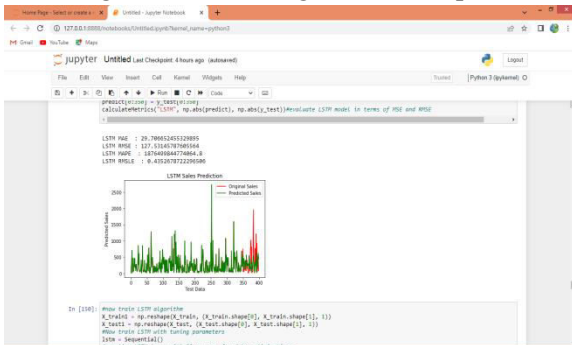 Home Page - Select or create a n
Untitled - Jupyter Notebook
127.0.0.1:8888/notebooks/Untitled.ipynb?kernel_name=python3
Gmail YouTube Maps
jupyter Untitled Last Checkpoint: 4 hours ago (autosaved)
Logout
File Edit View Insert Cell Kernel Widgets Help
Trusted Python 3 (ipykernel)
Run Code
predict[0:350] = y_test[0:350]
calculateMetrics("LSTM", np.abs(predict), np.abs(y_test))#evaluate LSTM model in terms of MSE and RMSE
LSTM MAE : 29.706652455329895
LSTM RMSE : 127.53145787605564
LSTM MAPE : 1876499844774064.0
LSTM RMSLE : 0.4352678722296506
LSTM Sales Prediction
Original Sales
Predicted Sales
2500
2000
1500
1000
500
0
Predicted Sales
0 50 100 150 200 250 300 350 400
Test Data
In [150]: #now train LSTM algorithm
X_train1 = np.reshape(X_train, (X_train.shape[0], X_train.shape[1], 1))
X_test1 = np.reshape(X_test, (X_test.shape[0], X_test.shape[1], 1))
#Now train LSTM with tuning parameters
lstm = Sequential()